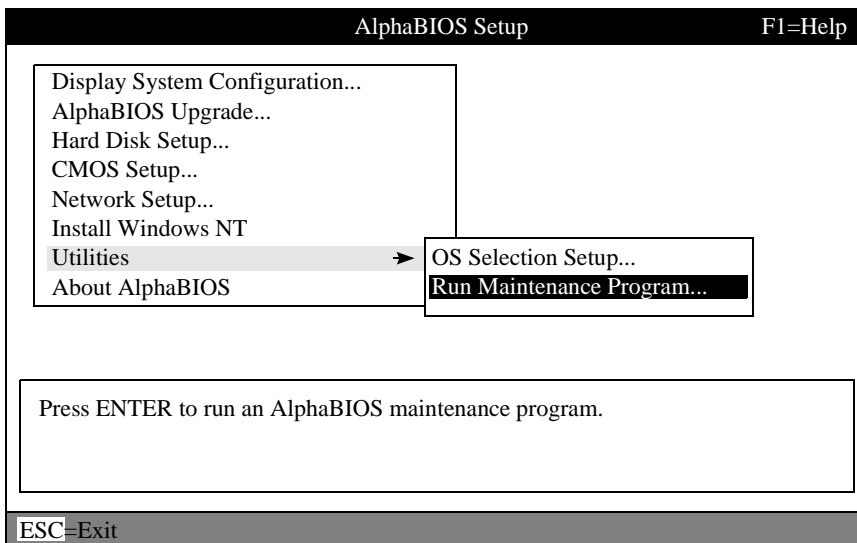 AlphaBIOS Setup F1=Help
Display System Configuration...
AlphaBIOS Upgrade...
Hard Disk Setup...
CMOS Setup...
Network Setup...
Install Windows NT
Utilities
About AlphaBIOS
OS Selection Setup...
Run Maintenance Program...
Press ENTER to run an AlphaBIOS maintenance program.
ESC=Exit